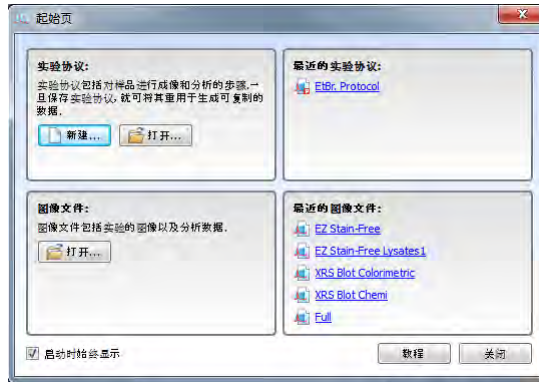 起始页
实验协议:
实验协议包括对样品进行成像和分析的步骤.一
旦保存实验协议, 就可将其重用于生成可复制的
数据.
新建...
打开...
最近的实验协议:
EtBr. Protocol
图像文件:
图像文件包括实验的图像以及分析数据.
打开...
最近的图像文件:
EZ Stain-Free
EZ Stain-Free Lysates1
XRS Blot Colorimetric
XRS Blot Chemi
Full
启动时始终显示
教程
关闭